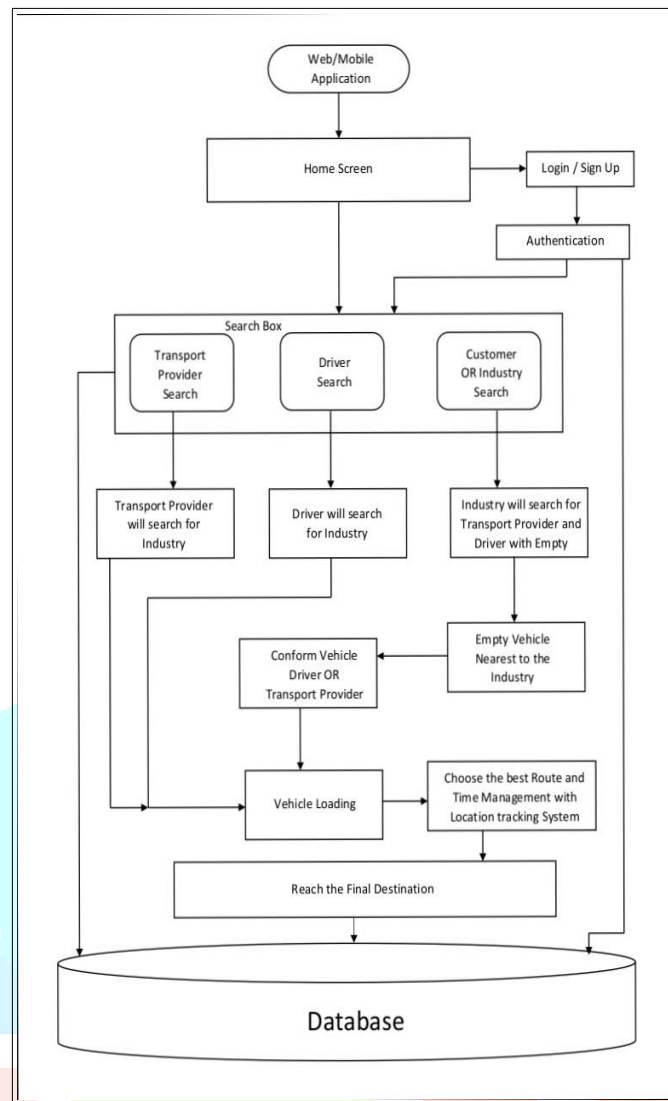 Web/Mobile
Application
Home Screen
Login / Sign Up
Authentication
Search Box
Transport
Provider
Search
Driver
Search
Customer
OR Industry
Search
Transport Provider
will search for
Industry
Driver will search
for Industry
Industry will search for
Transport Provider and
Driver with Empty
Empty Vehicle
Nearest to the
Industry
Conform Vehicle
Driver OR
Transport Provider
Vehicle Loading
Choose the best Route and
Time Management with
Location tracking System
Reach the Final Destination
Database